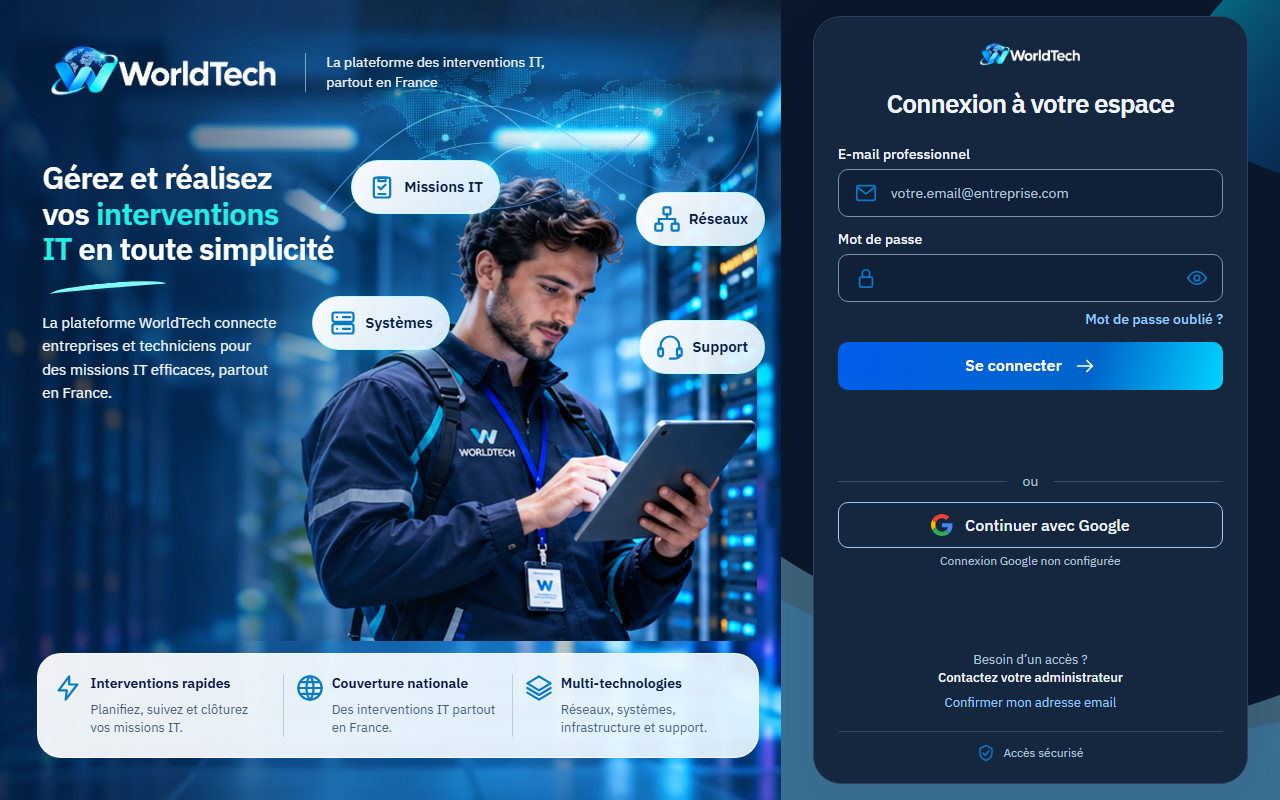 WorldTech
La plateforme des interventions IT,
partout en France
Gérez et réalisez
vos interventions
IT en toute simplicité
La plateforme WorldTech connecte
entreprises et techniciens pour
des missions IT efficaces, partout
en France.
Missions IT
Réseaux
Systèmes
Support
WORLDTECH
Interventions rapides
Planifiez, suivez et clôturez
vos missions IT.
Couverture nationale
Des interventions IT partout
en France.
Multi-technologies
Réseaux, systèmes,
infrastructure et support.
WorldTech
Connexion à votre espace
E-mail professionnel
votre.email@entreprise.com
Mot de passe
Mot de passe oublié ?
Se connecter
ou
Continuer avec Google
Connexion Google non configurée
Besoin d’un accès ?
Contactez votre administrateur
Confirmer mon adresse email
Accès sécurisé